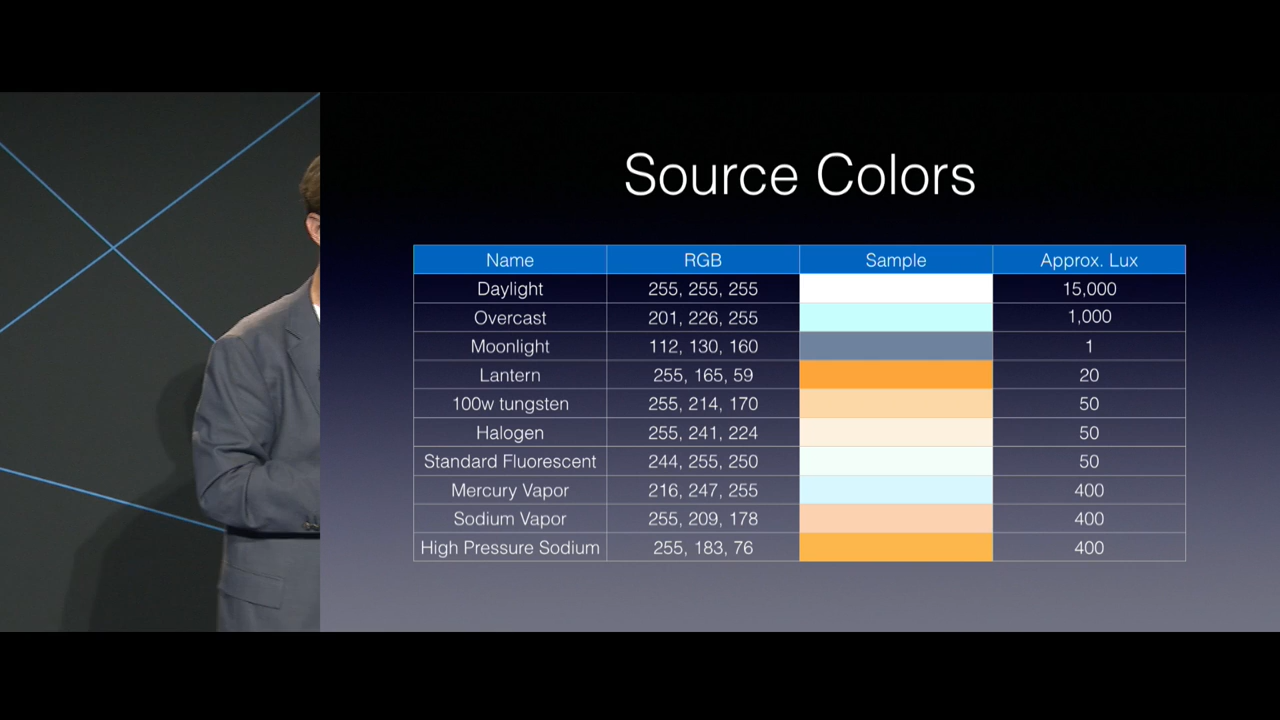 Source Colors
Name RGB Sample Approx. Lux
Daylight 255, 255, 255 15,000
Overcast 201, 226, 255 1,000
Moonlight 112, 130, 160 1
Lantern 255, 165, 59 20
100w tungsten 255, 214, 170 50
Halogen 255, 241, 224 50
Standard Fluorescent 244, 255, 250 50
Mercury Vapor 216, 247, 255 400
Sodium Vapor 255, 209, 178 400
High Pressure Sodium 255, 183, 76 400